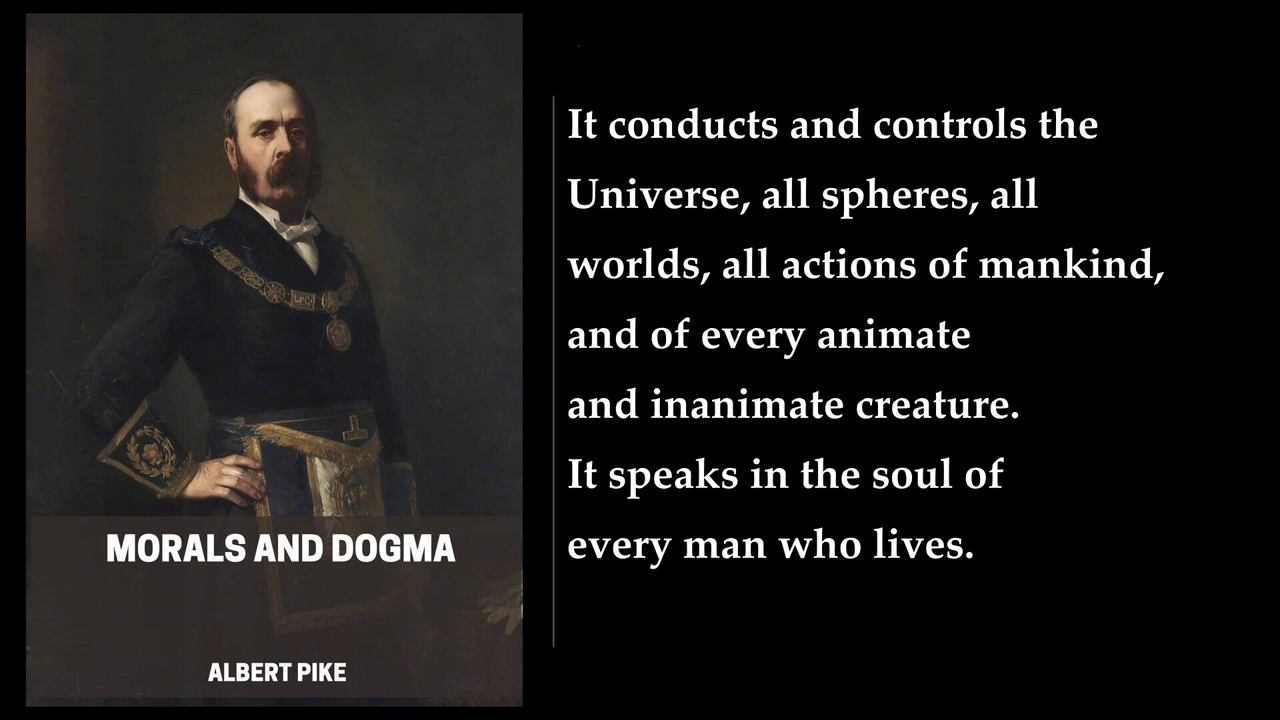 MORALS AND DOGMA
ALBERT PIKE
It conducts and controls the
Universe, all spheres, all
worlds, all actions of mankind,
and of every animate
and inanimate creature.
It speaks in the soul of
every man who lives.